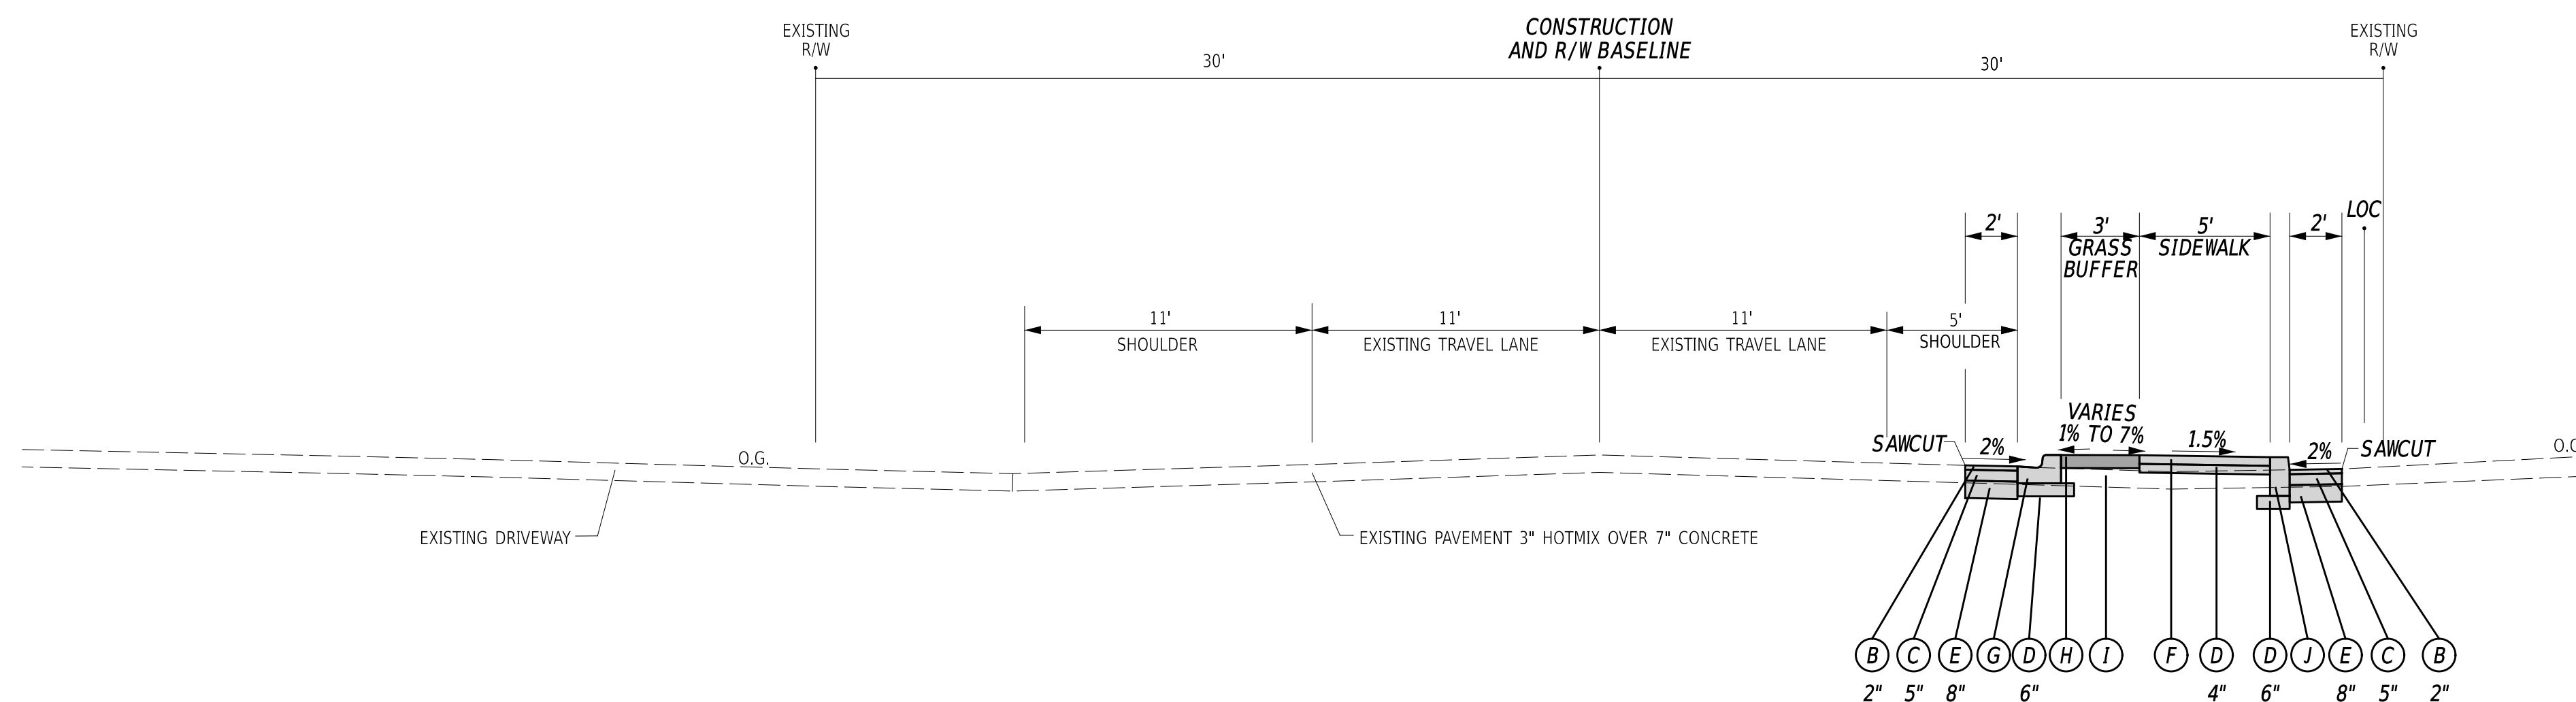 EXISTING
R/W
CONSTRUCTION
AND R/W BASELINE
EXISTING
R/W
30'
30'
LOC
2'
3'
GRASS
BUFFER
5'
SIDEWALK
2'
11'
SHOULDER
11'
EXISTING TRAVEL LANE
11'
EXISTING TRAVEL LANE
5'
SHOULDER
VARIES
1% TO 7%
SAWCUT
2%
1.5%
2%
SAWCUT
O.G.
EXISTING DRIVEWAY
EXISTING PAVEMENT 3" HOTMIX OVER 7" CONCRETE
B C E G D H I F D D J E C B
2" 5" 8" 6" 4" 6" 8" 5" 2"